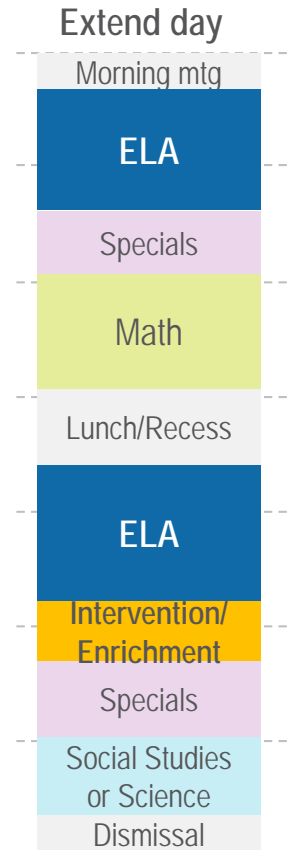 Extend day
Morning mtg
ELA
Specials
Math
Lunch/Recess
ELA
Intervention/
Enrichment
Specials
Social Studies
or Science
Dismissal